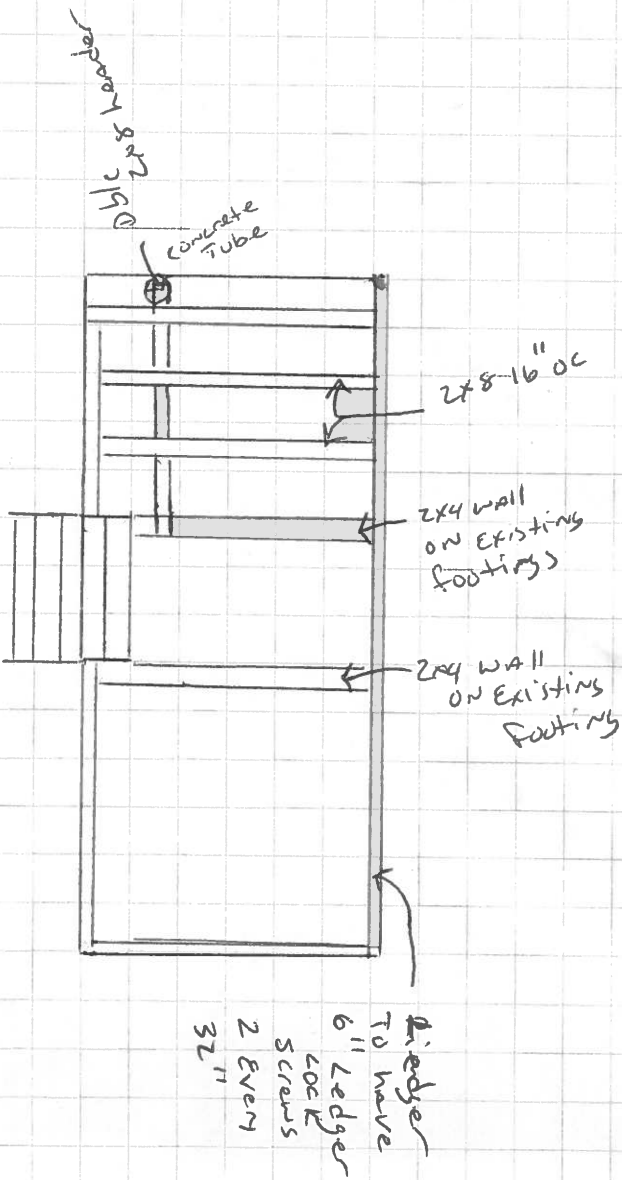 Dblc 2x8 header
concrete
Tube
2x8-16" OC
2x4 WAll
ON Existing
footings
2x4 WAll
ON Existing
Footing
Ledger
To have
6" Ledger
LOCK
Screws
2 Every
32"